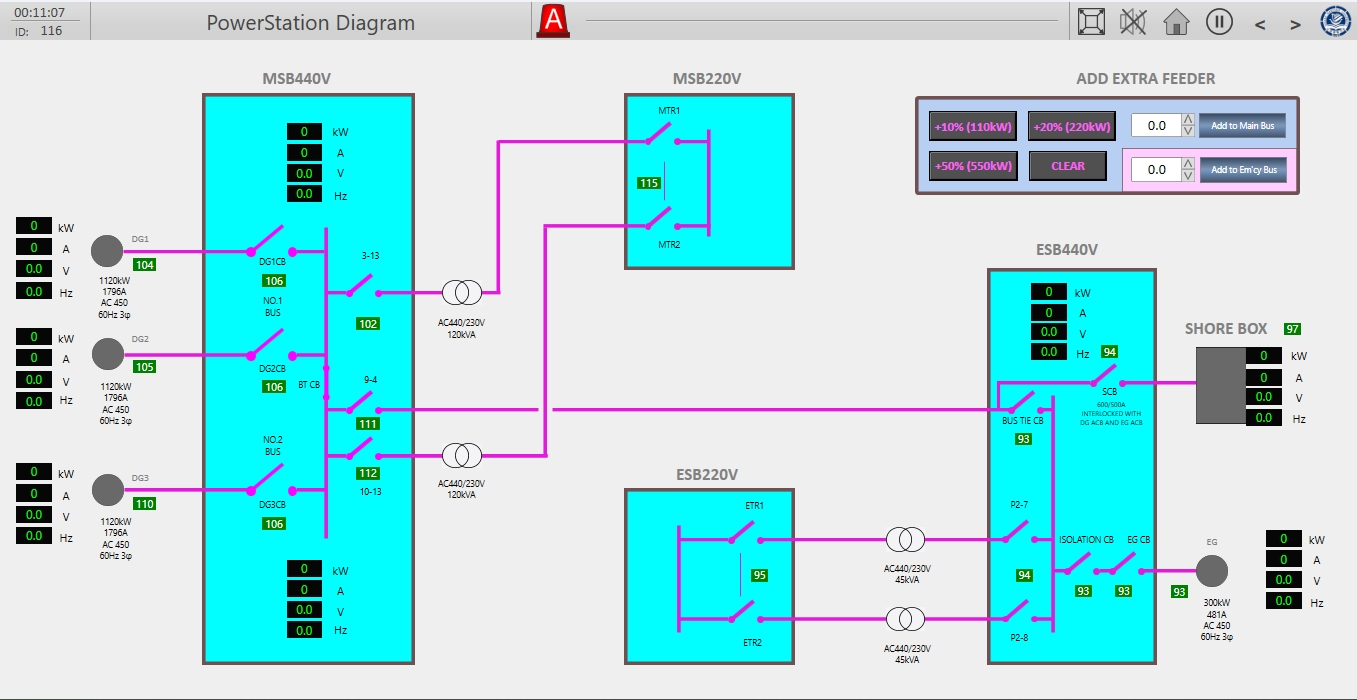 00:11:07
ID: 116
PowerStation Diagram
A
<
>
MSB440V
MSB220V
ADD EXTRA FEEDER
+10% (110kW)
+20% (220kW)
0.0
Add to Main Bus
+50% (550kW)
CLEAR
0.0
Add to Em'cy Bus
0 kW
0 A
0.0 V
0.0 Hz
MTR1
115
MTR2
0 kW
0 A
0.0 V
0.0 Hz
DG1
104
1120kW
1796A
AC 450
60Hz 3φ
DG1CB
106
NO.1
BUS
3-13
102
AC440/230V
120kVA
0 kW
0 A
0.0 V
0.0 Hz
DG2
105
1120kW
1796A
AC 450
60Hz 3φ
DG2CB
106
BT CB
9-4
111
112
10-13
AC440/230V
120kVA
NO.2
BUS
0 kW
0 A
0.0 V
0.0 Hz
DG3
110
1120kW
1796A
AC 450
60Hz 3φ
DG3CB
106
0 kW
0 A
0.0 V
0.0 Hz
ESB440V
0 kW
0 A
0.0 V
0.0 Hz
94
SCB
600/500A
INTERLOCKED WITH
DG ACB AND EG ACB
BUS TIE CB
93
SHORE BOX 97
0 kW
0 A
0.0 V
0.0 Hz
ESB220V
ETR1
95
ETR2
AC440/230V
45kVA
AC440/230V
45kVA
P2-7
94
P2-8
ISOLATION CB
93
EG CB
93
93
EG
300kW
481A
AC 450
60Hz 3φ
0 kW
0 A
0.0 V
0.0 Hz